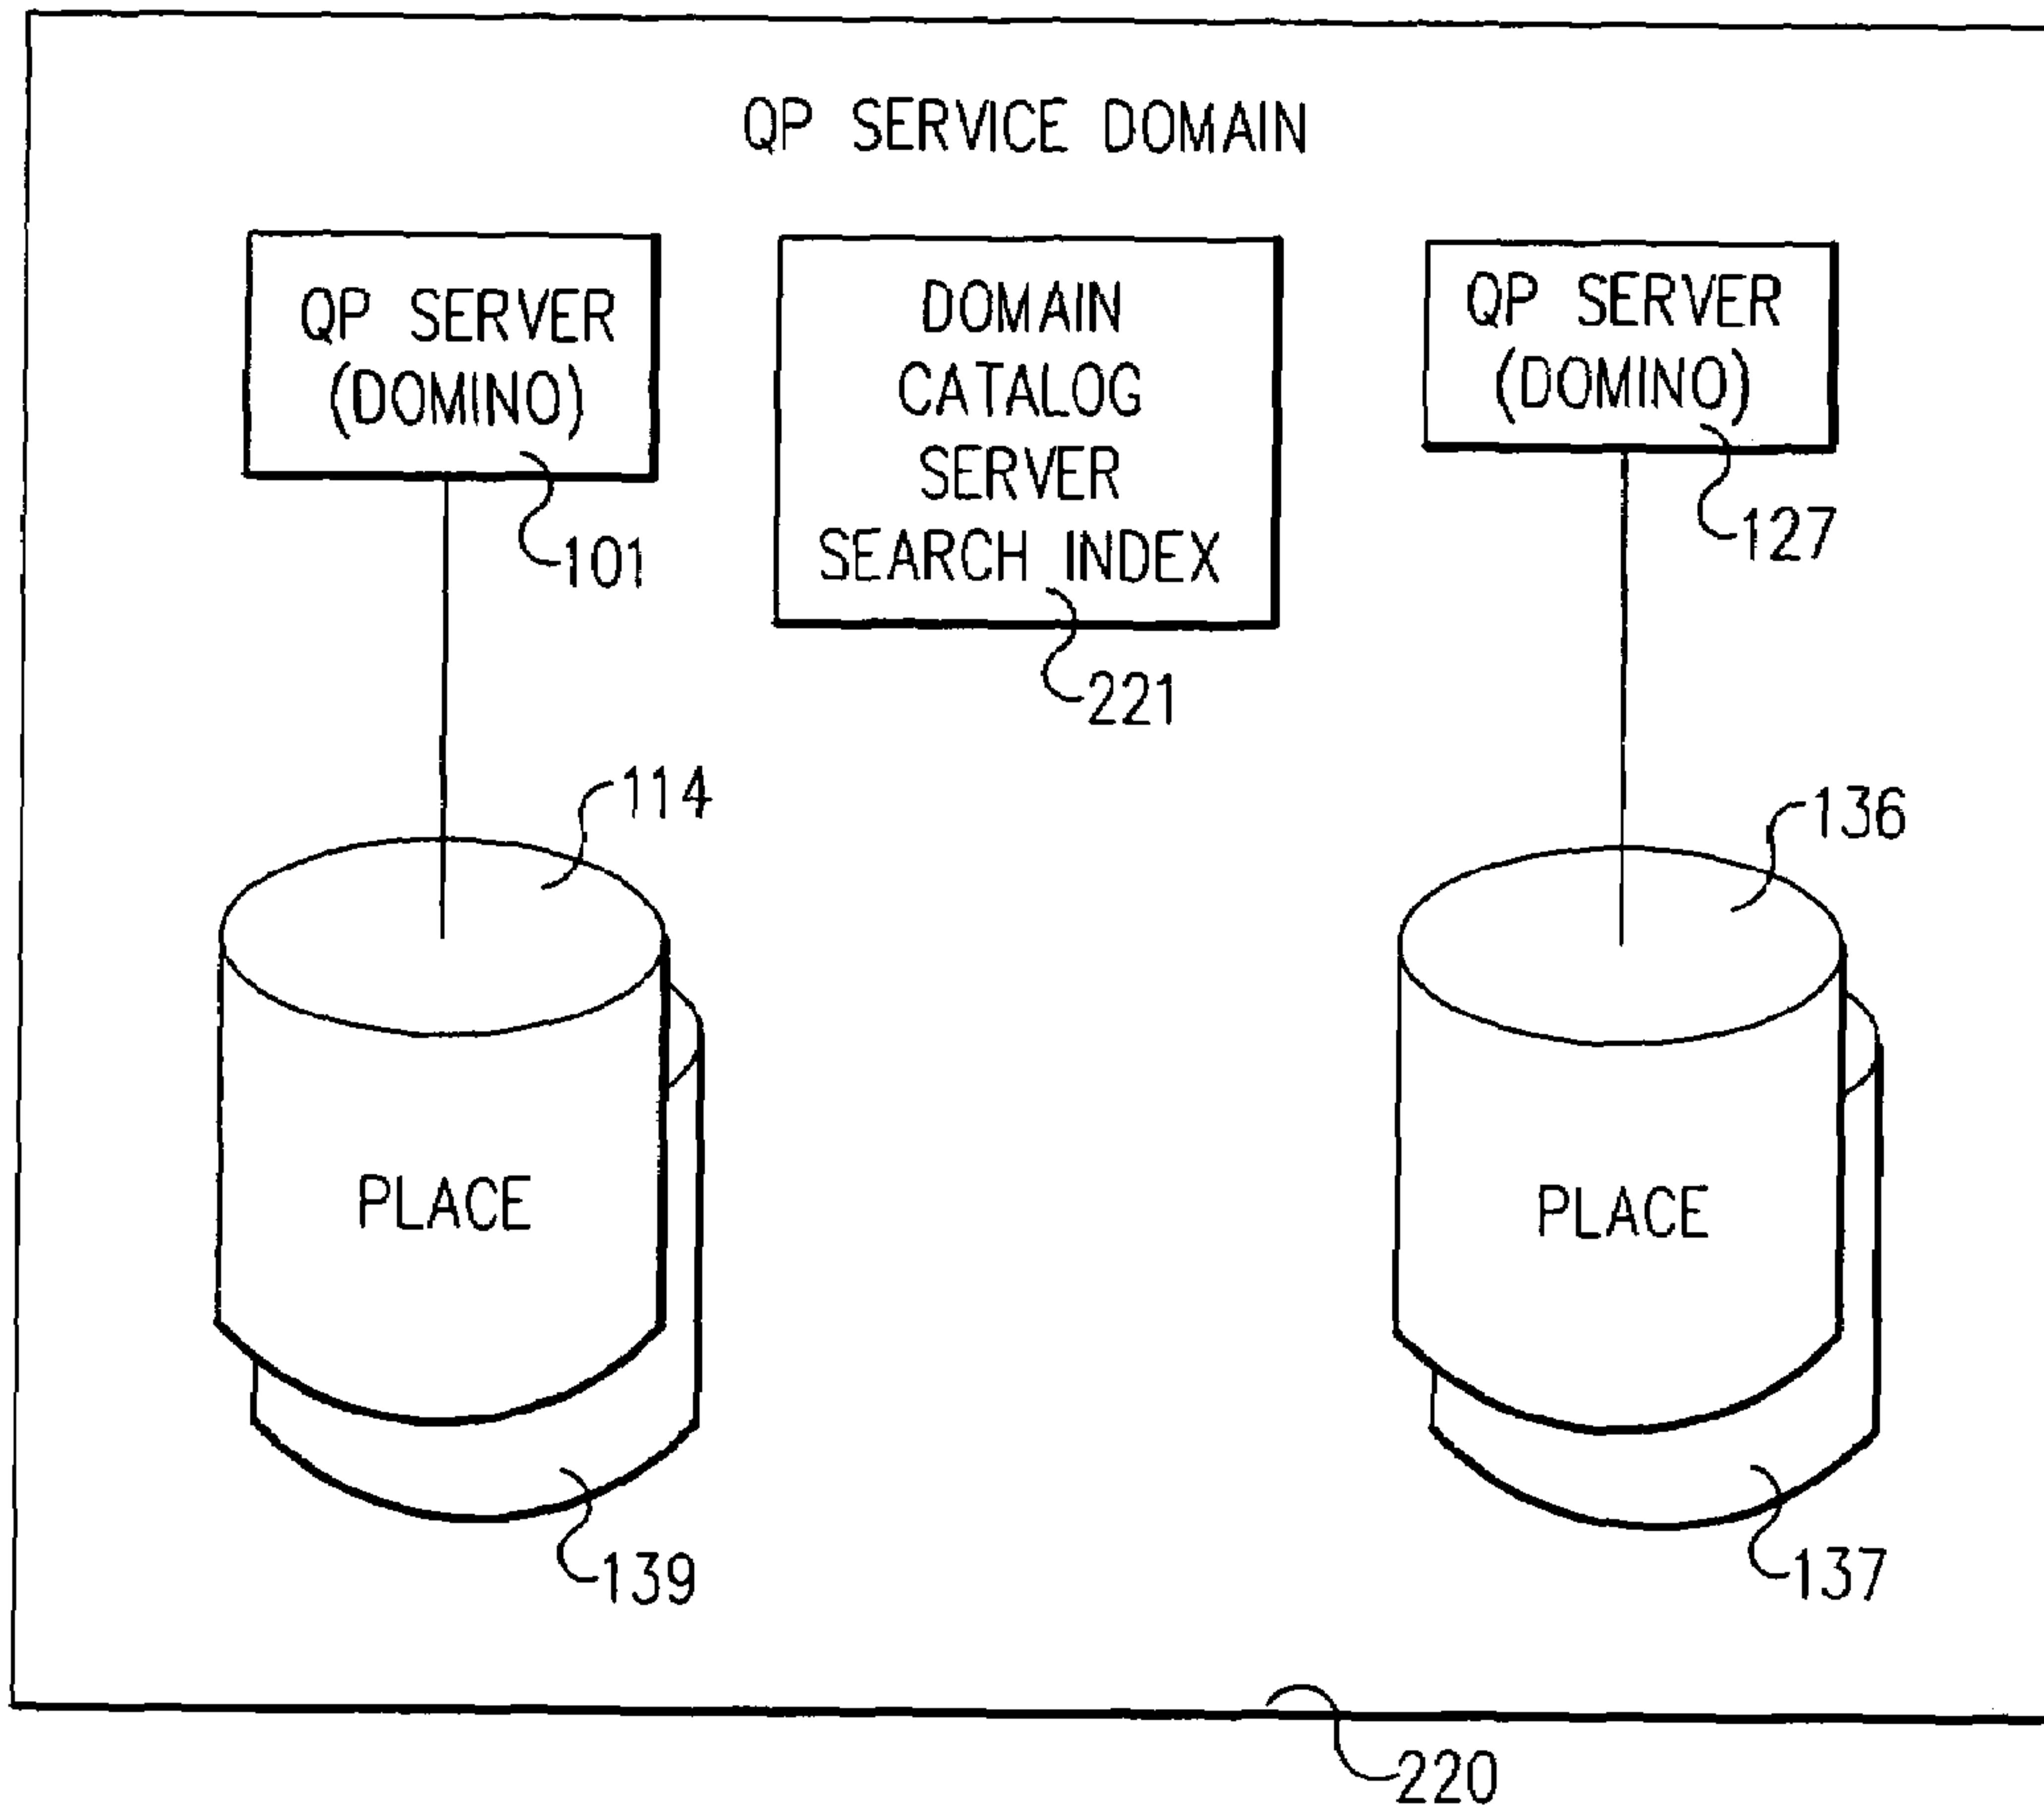 QP SERVICE DOMAIN
QP SERVER
(DOMINO)
101
DOMAIN
CATALOG
SERVER
SEARCH INDEX
221
QP SERVER
(DOMINO)
127
114
PLACE
139
136
PLACE
137
220